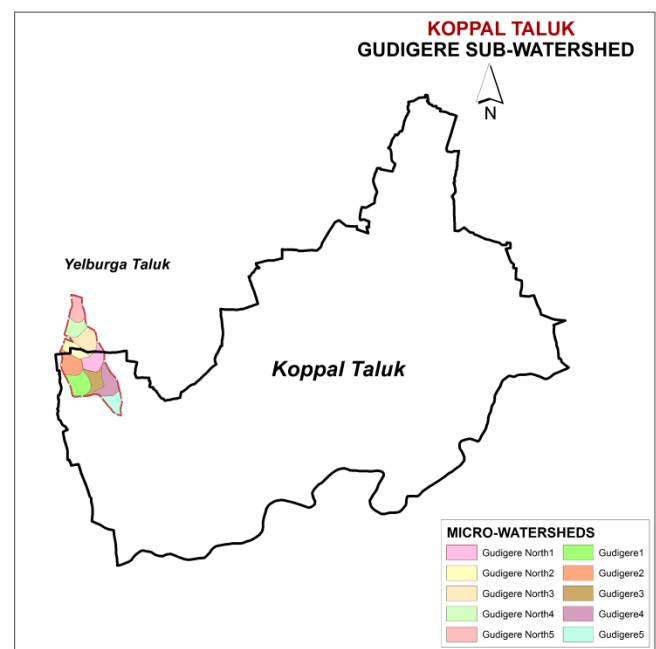 KOPPAL TALUK
GUDIGERE SUB-WATERSHED
N
Yelburga Taluk
Koppal Taluk
MICRO-WATERSHEDS
Gudigere North1 Gudigere1
Gudigere North2 Gudigere2
Gudigere North3 Gudigere3
Gudigere North4 Gudigere4
Gudigere North5 Gudigere5